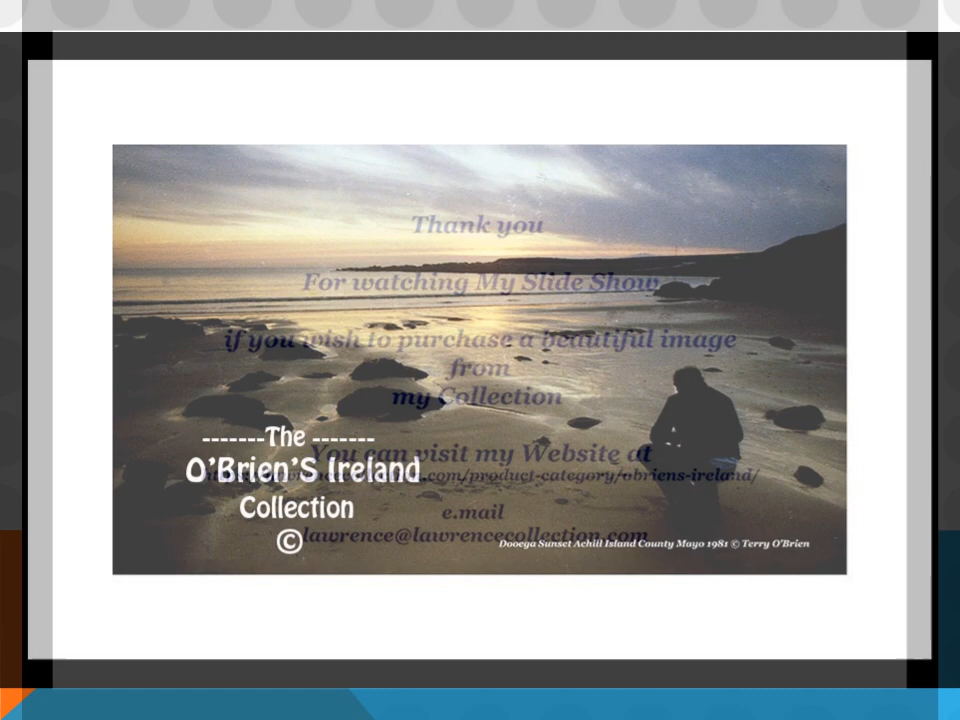 Thank you
For watching My Slide Show
if you wish to purchase a beautiful image
from
my Collection
-------The -------
O'Brien'S Ireland
Collection
©
You can visit my Website at
.com/product-category/obriens-ireland/
e.mail
lawrence@lawrencecollection.com
Dooega Sunset Achill Island County Mayo 1981 © Terry O'Brien